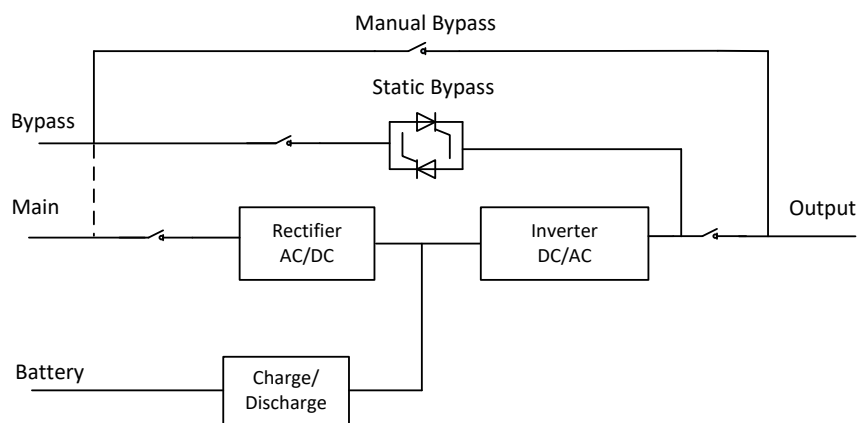 Manual Bypass
Static Bypass
Bypass
Main
Rectifier
AC/DC
Inverter
DC/AC
Output
Battery
Charge/
Discharge